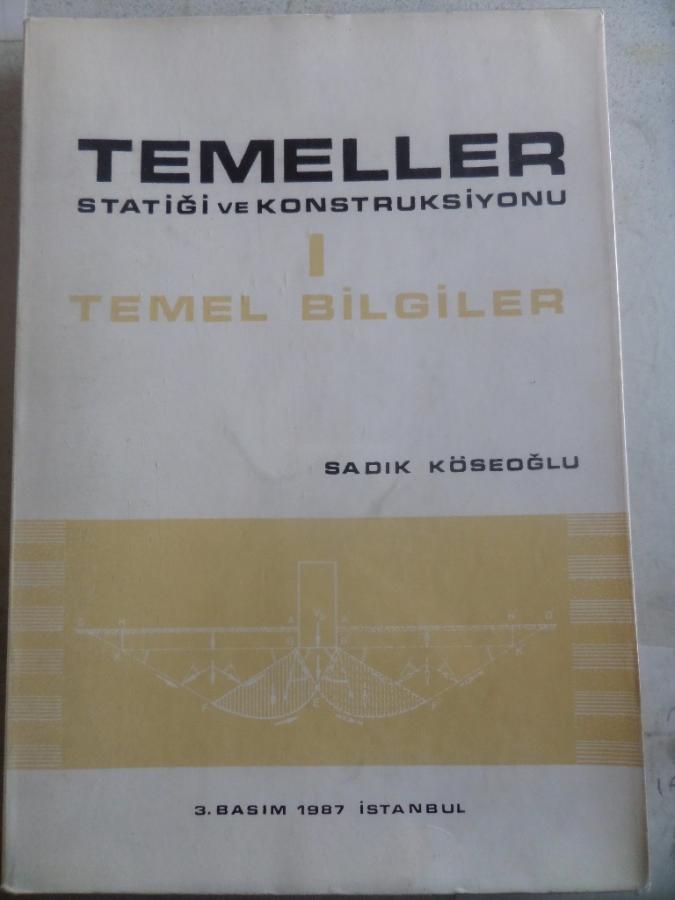 TEMELLER
STATİĞİ VE KONSTRUKSİYONU
I
TEMEL BİLGİLER
SADIK KÖSEOĞLU
3. BASIM 1987 İSTANBUL